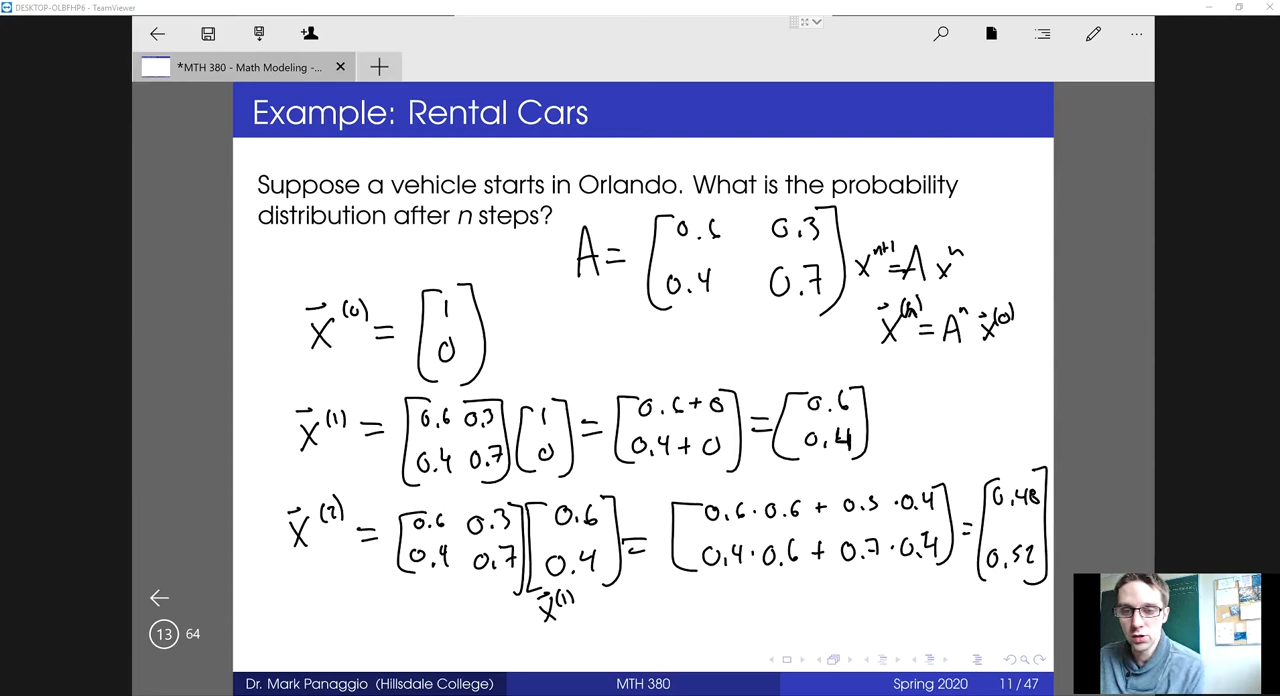 DESKTOP-OLBFHP6 - TeamViewer
*MTH 380 - Math Modeling -...
Example: Rental Cars
Suppose a vehicle starts in Orlando. What is the probability
distribution after n steps?
A = [0.6 0.3
0.4 0.7]
x^{n+1} = A x^n
x⃗^(n) = A^n x⃗^(0)
x⃗^(0) = [1
0]
x⃗^(1) = [0.6 0.3; 0.4 0.7] [1; 0] = [0.6 + 0; 0.4 + 0] = [0.6; 0.4]
x⃗^(2) = [0.6 0.3; 0.4 0.7] [0.6; 0.4] = [0.6 · 0.6 + 0.3 · 0.4; 0.4 · 0.6 + 0.7 · 0.4] = [0.48; 0.52]
x⃗^(1)
13 64
Dr. Mark Panaggio (Hillsdale College) MTH 380 Spring 2020 11 / 47